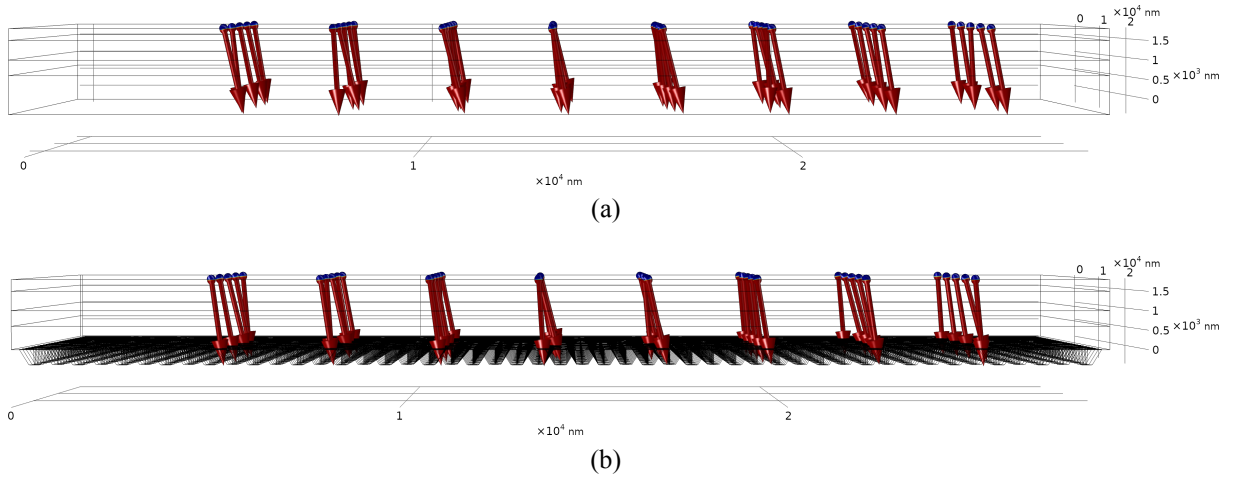 0 1 2 ×10⁴ nm
1.5
1
0.5 ×10³ nm
0
0 1 2
×10⁴ nm
(a)
0 1 2 ×10⁴ nm
1.5
1
0.5 ×10³ nm
0
0 1 2
×10⁴ nm
(b)